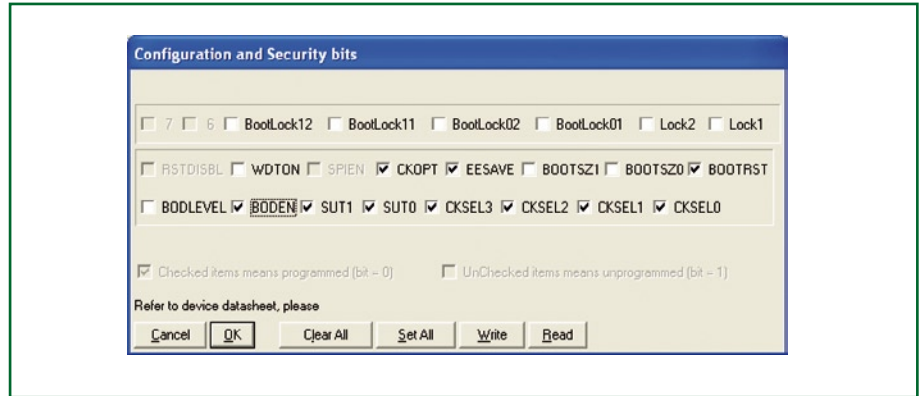 Configuration and Security bits
7 6 BootLock12 BootLock11 BootLock02 BootLock01 Lock2 Lock1
RSTDISBL WDTON SPIEN CKOPT EESAVE BOOTSZ1 BOOTSZ0 BOOTRST
BODLEVEL BODEN SUT1 SUT0 CKSEL3 CKSEL2 CKSEL1 CKSEL0
Checked items means programmed (bit = 0) UnChecked items means unprogrammed (bit = 1)
Refer to device datasheet, please
Cancel OK Clear All Set All Write Read